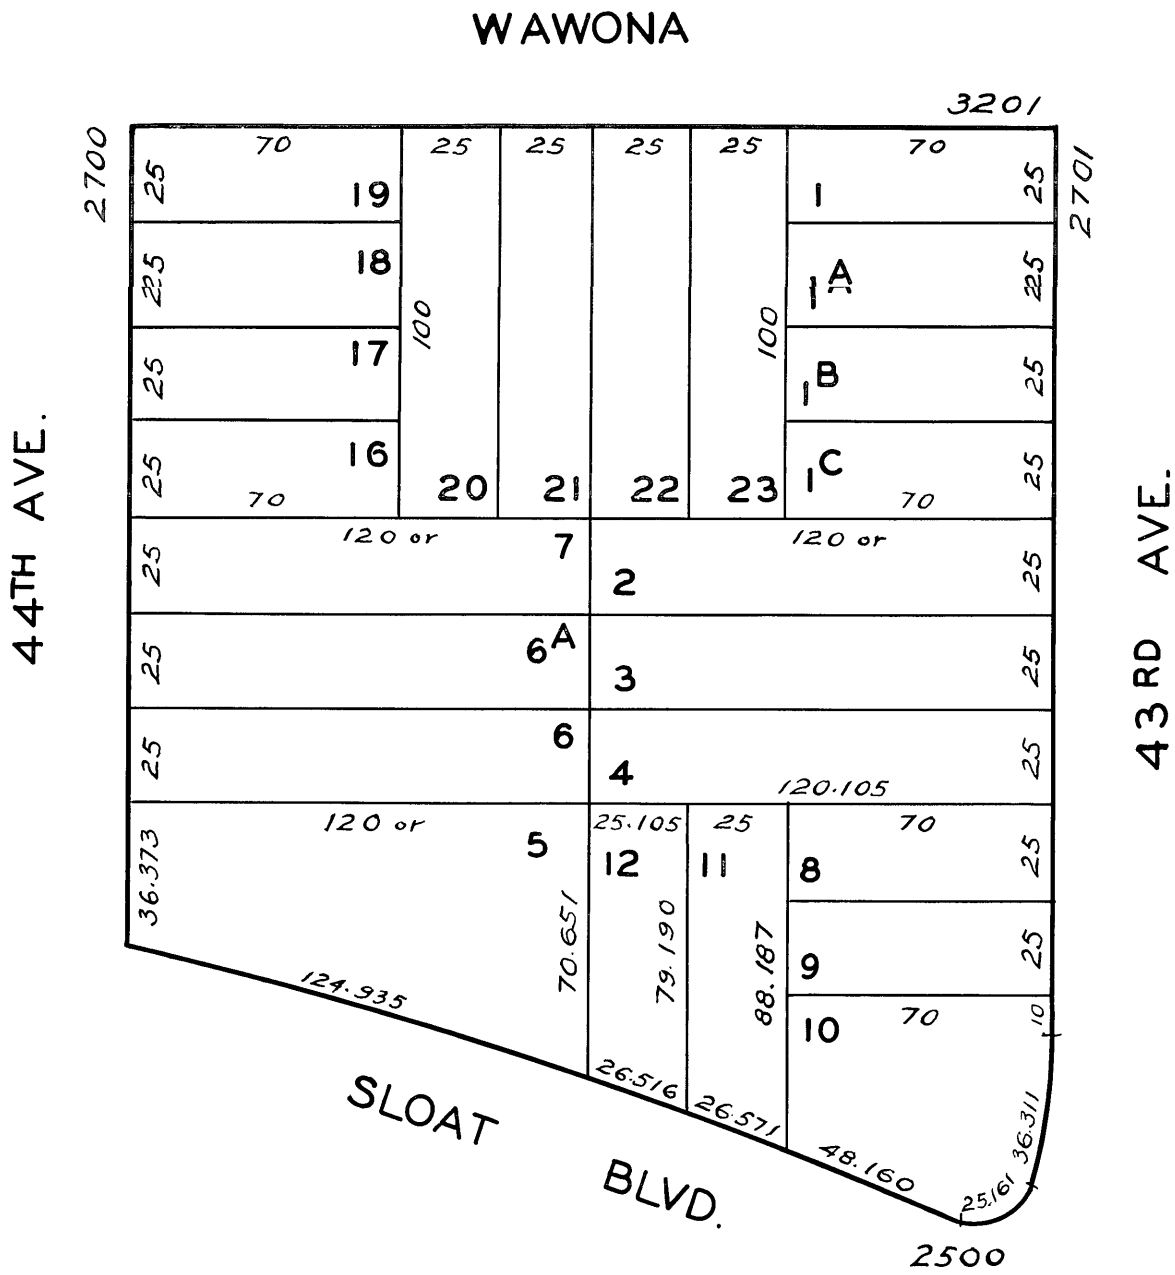 WAWONA
3201
2700
2701
70 25 25 25 25 70
25 19 1 25
25 18 1A 25
100 100
25 17 1B 25
25 16 1C 25
70 20 21 22 23 70
44TH AVE.
43RD AVE.
120 or 7 120 or
25 2 25
25 6A 3 25
25 6 4 25
120.105
120 or 5 25.105 25 70
36.373 12 11 8 25
70.651 79.190 88.187 9 25
124.935 10 70 10
26.516 26.571 48.160 25.161 36.311
SLOAT BLVD.
2500